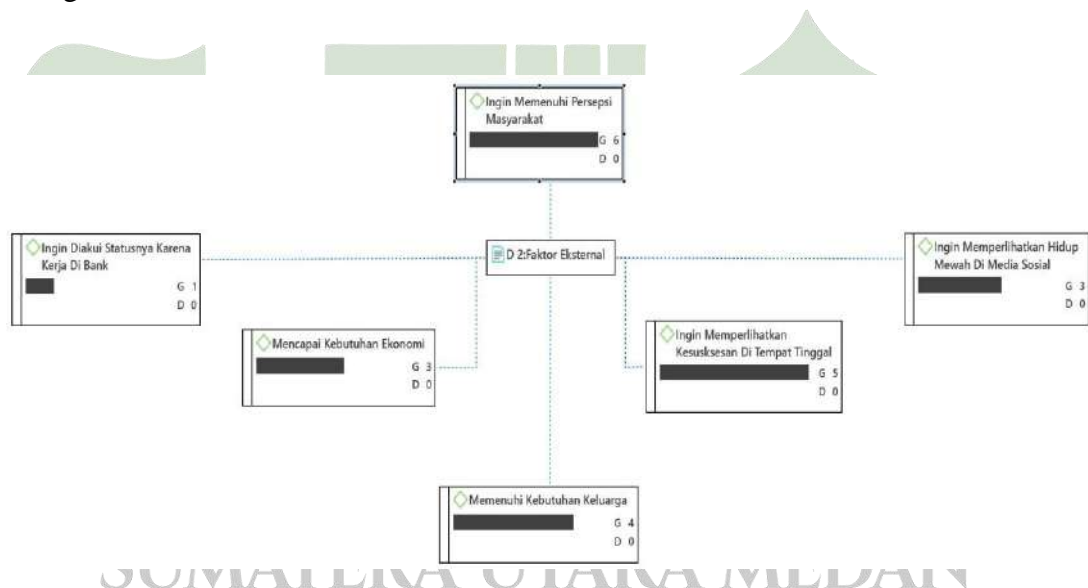 Ingin Memenuhi Persepsi
Masyarakat
G 6
D 0
D 2:Faktor Eksternal
Ingin Diakui Statusnya Karena
Kerja Di Bank
G 1
D 0
Ingin Memperlihatkan Hidup
Mewah Di Media Sosial
G 3
D 0
Mencapai Kebutuhan Ekonomi
G 3
D 0
Ingin Memperlihatkan
Kesusksesan Di Tempat Tinggal
G 5
D 0
Memenuhi Kebutuhan Keluarga
G 4
D 0
SUMATERA UTARA MEDAN